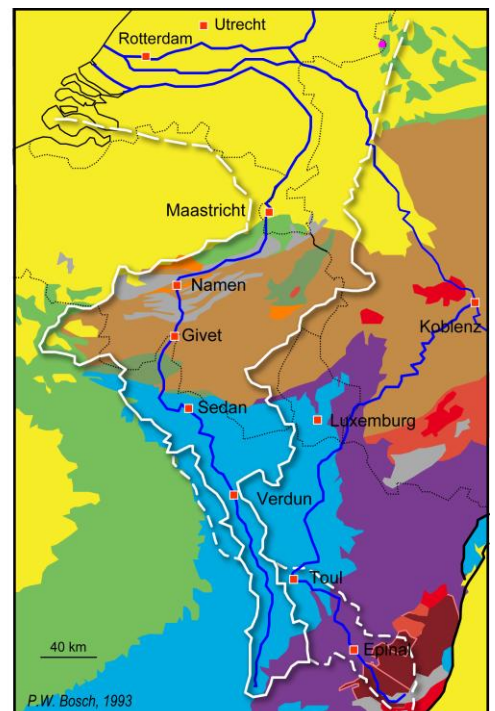 Utrecht
Rotterdam
Maastricht
Namen
Koblenz
Givet
Sedan
Luxemburg
Verdun
Toul
40 km
Epinal
P.W. Bosch, 1993